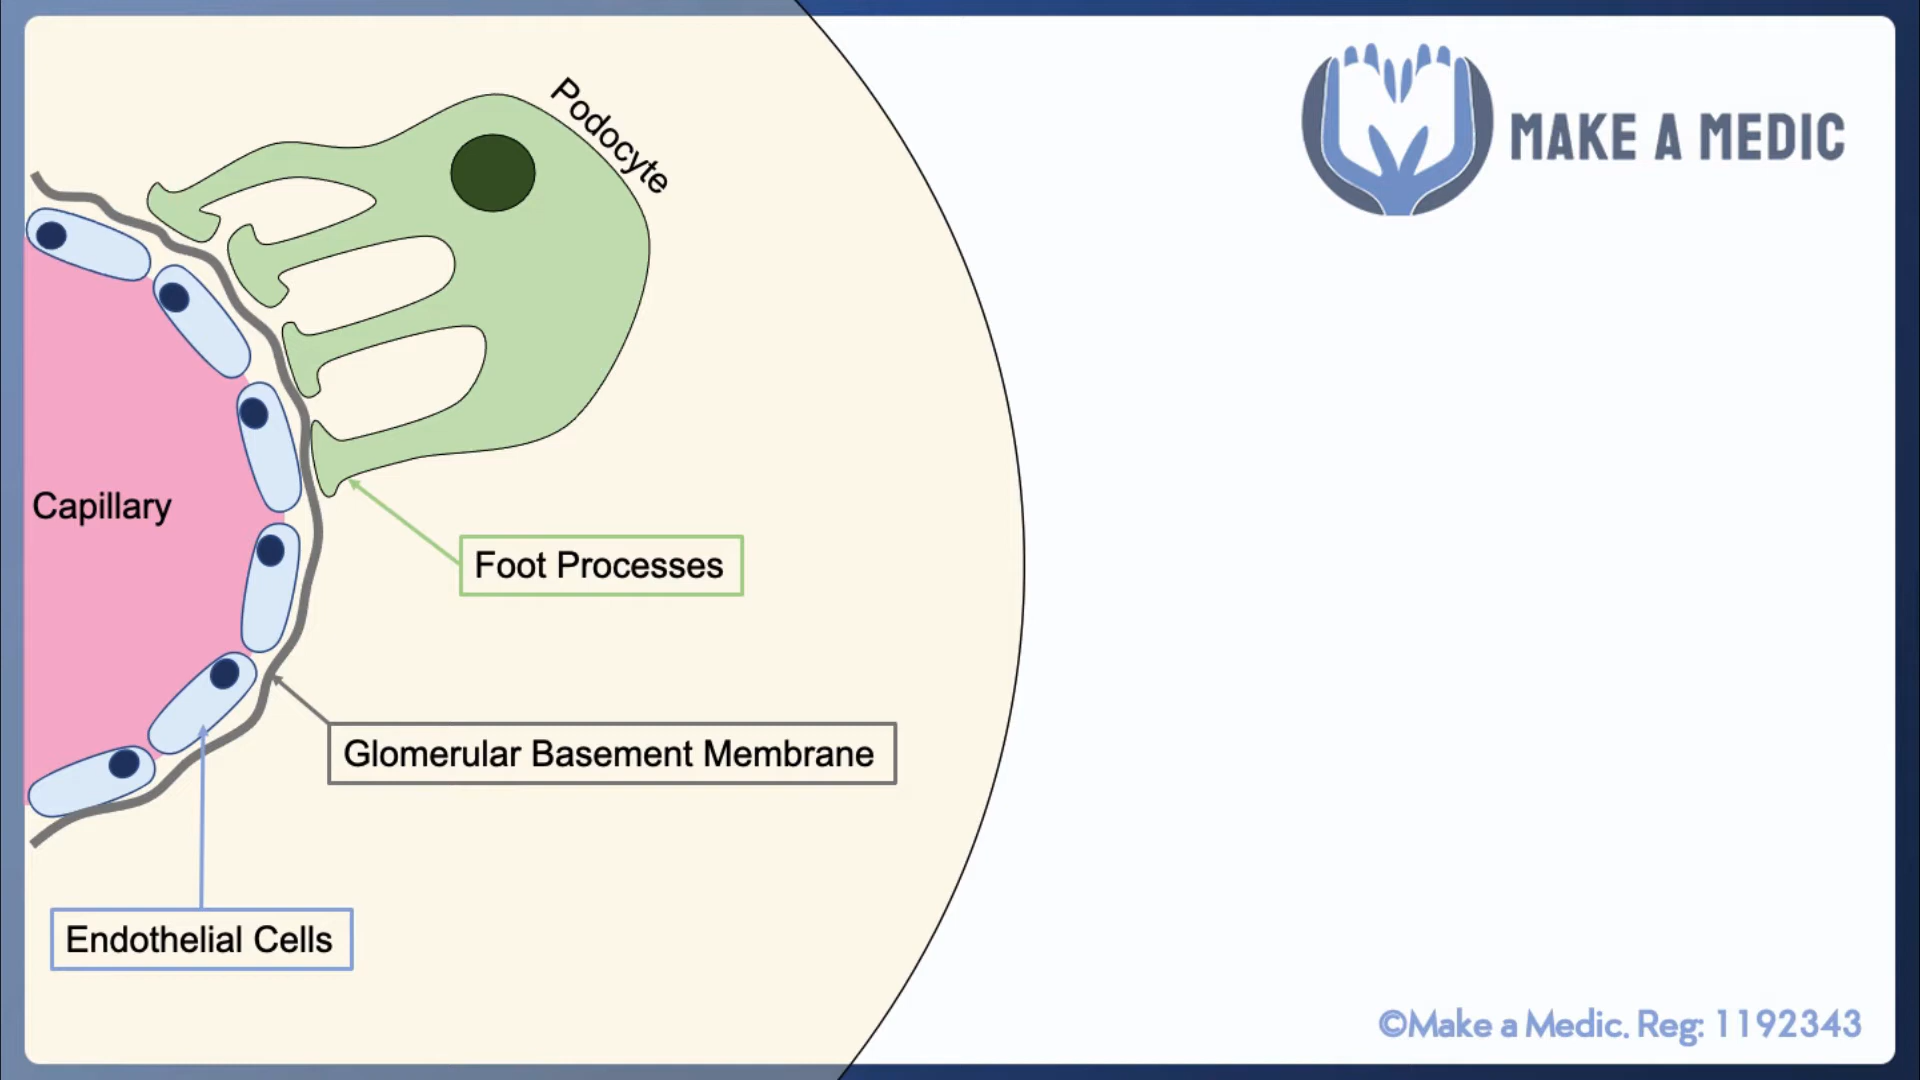 Podocyte
MAKE A MEDIC
Capillary
Foot Processes
Glomerular Basement Membrane
Endothelial Cells
©Make a Medic. Reg: 1192343